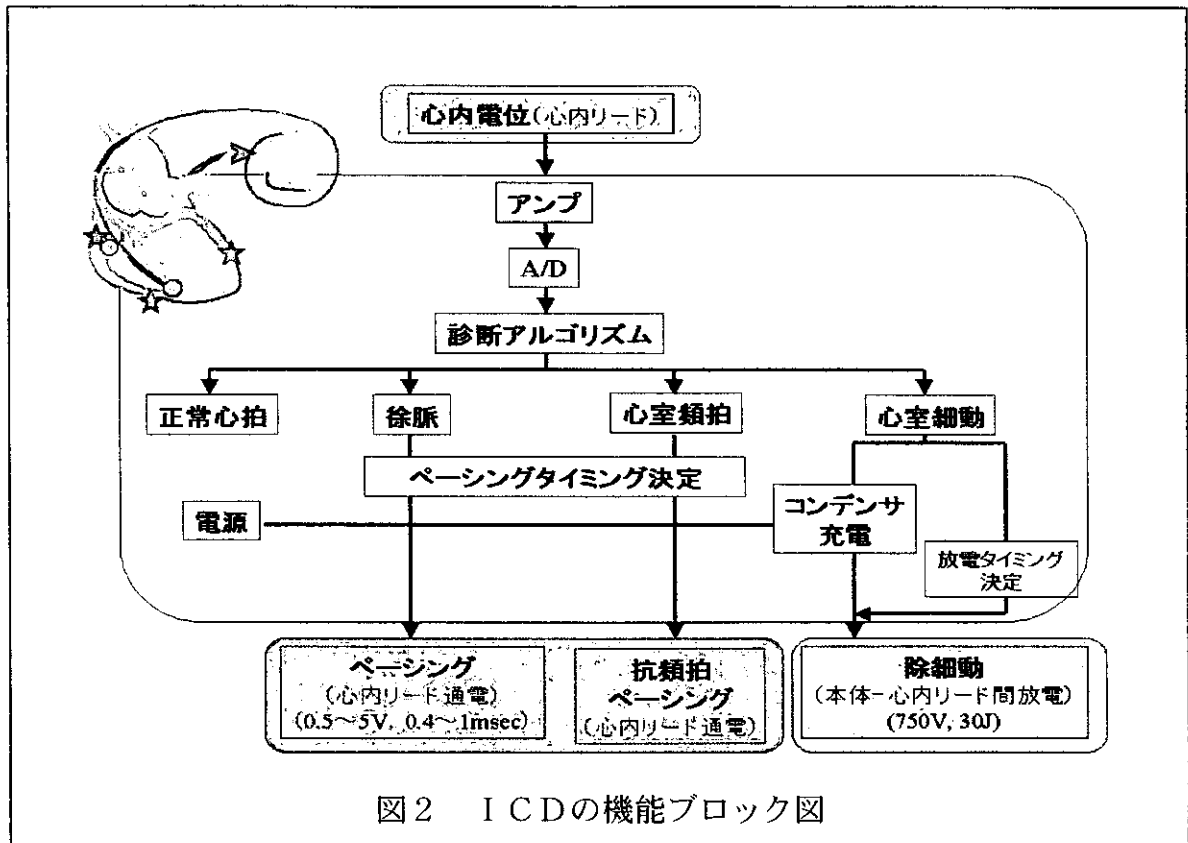 心内電位(心内リード)
アンプ
A/D
診断アルゴリズム
正常心拍
徐脈
心室類拍
心室細動
ペーシングタイミング決定
電源
コンデンサ
充電
放電タイミング
決定
ペーシング
(心内リード通電)
(0.5～5V, 0.4～1msec)
抗類拍
ペーシング
(心内リード通電)
除細動
(本体-心内リード間放電)
(750V, 30J)
図2 ICDの機能ブロック図